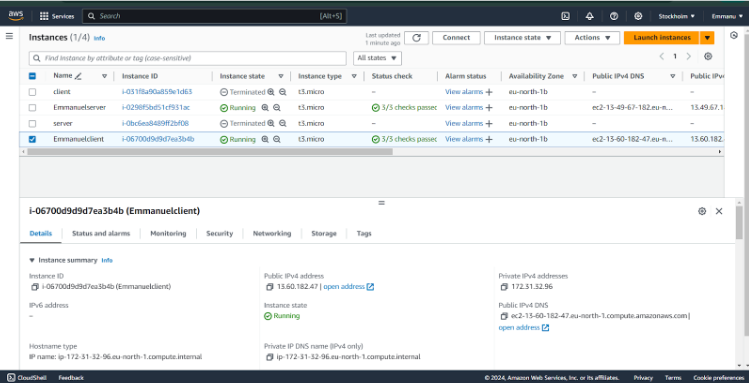 aws Services Search [Alt+S] Stockholm Emmanu
Instances (1/4) Info Last updated 1 minute ago Connect Instance state Actions Launch instances
Find Instance by attribute or tag (case-sensitive) All states 1
Name Instance ID Instance state Instance type Status check Alarm status Availability Zone Public IPv4 DNS Public IPv
client i-031f8a90a859e1d63 Terminated t3.micro – View alarms + eu-north-1b – –
Emmanuelserver i-0298f5bd51cf931ac Running t3.micro 3/3 checks passec View alarms + eu-north-1b ec2-13-49-67-182.eu-n... 13.49.67.1
server i-0bc6ea8489ff2bf08 Terminated t3.micro – View alarms + eu-north-1b – –
Emmanuelclient i-06700d9d9d7ea3b4b Running t3.micro 3/3 checks passec View alarms + eu-north-1b ec2-13-60-182-47.eu-n... 13.60.182.
i-06700d9d9d7ea3b4b (Emmanuelclient)
Details Status and alarms Monitoring Security Networking Storage Tags
Instance summary Info
Instance ID Public IPv4 address Private IPv4 addresses
i-06700d9d9d7ea3b4b (Emmanuelclient) 13.60.182.47 | open address 172.31.32.96
IPv6 address Instance state Public IPv4 DNS
– Running ec2-13-60-182-47.eu-north-1.compute.amazonaws.com |
open address
Hostname type Private IP DNS name (IPv4 only)
IP name: ip-172-31-32-96.eu-north-1.compute.internal ip-172-31-32-96.eu-north-1.compute.internal
CloudShell Feedback © 2024, Amazon Web Services, Inc. or its affiliates. Privacy Terms Cookie preferences